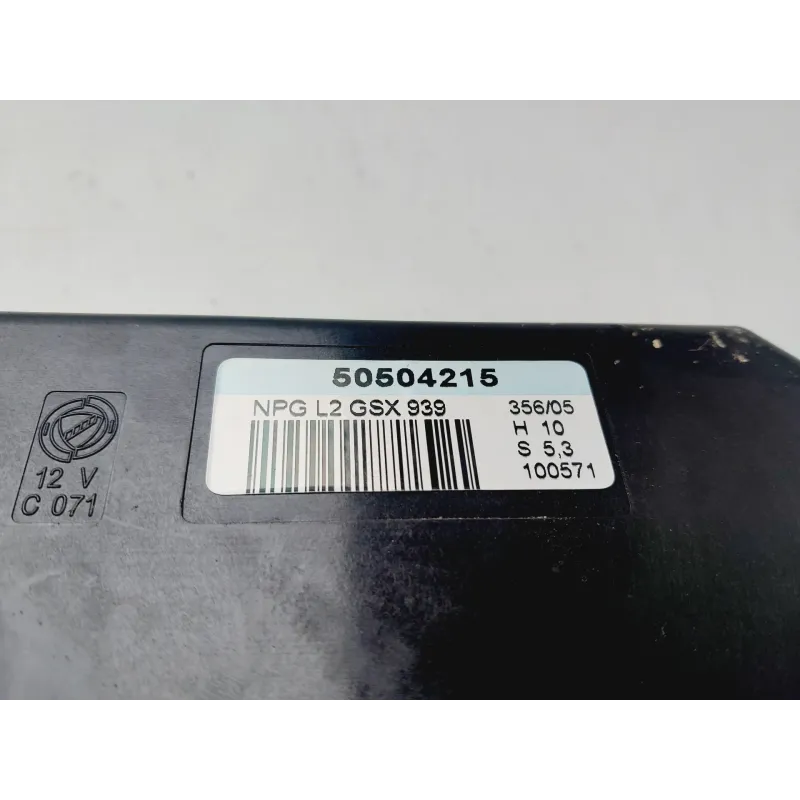 50504215
NPG L2 GSX 939
356/05
H 10
S 5,3
100571
12 V
C 071